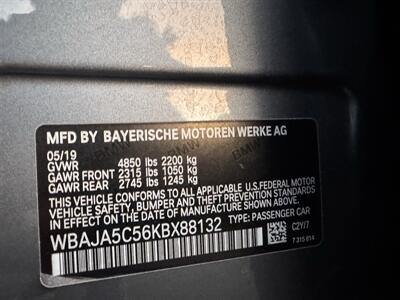 MFD BY BAYERISCHE MOTOREN WERKE AG
05/19
GVWR 4850 lbs 2200 kg
GAWR FRONT 2315 lbs 1050 kg
GAWR REAR 2745 lbs 1245 kg
THIS VEHICLE CONFORMS TO ALL APPLICABLE U.S. FEDERAL MOTOR
VEHICLE SAFETY, BUMPER, AND THEFT PREVENTION STANDARDS
IN EFFECT ON THE DATE OF MANUFACTURE SHOWN ABOVE.
WBAJA5C56KBX88132 TYPE: PASSENGER CAR
C2Y/7
7 315 814